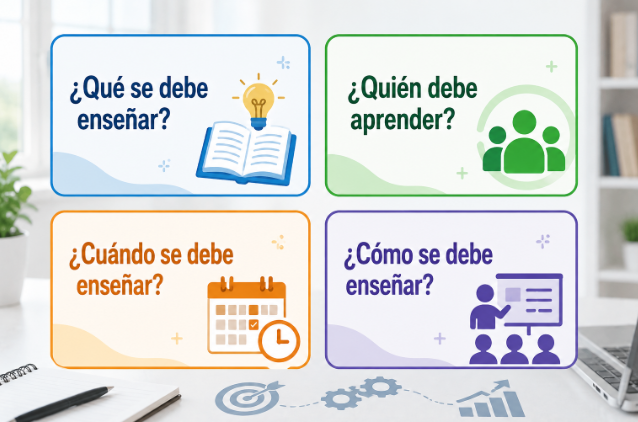 ¿Qué se debe
enseñar?
¿Quién debe
aprender?
¿Cuándo se debe
enseñar?
¿Cómo se debe
enseñar?